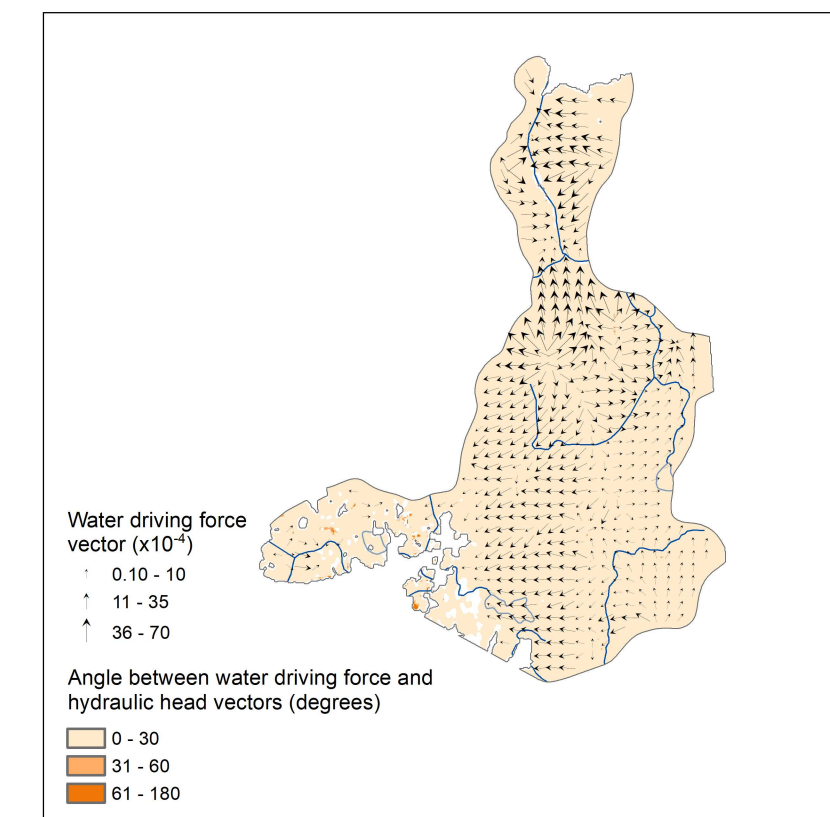 Water driving force
vector (x10-4)
0.10 - 10
11 - 35
36 - 70
Angle between water driving force and
hydraulic head vectors (degrees)
0 - 30
31 - 60
61 - 180